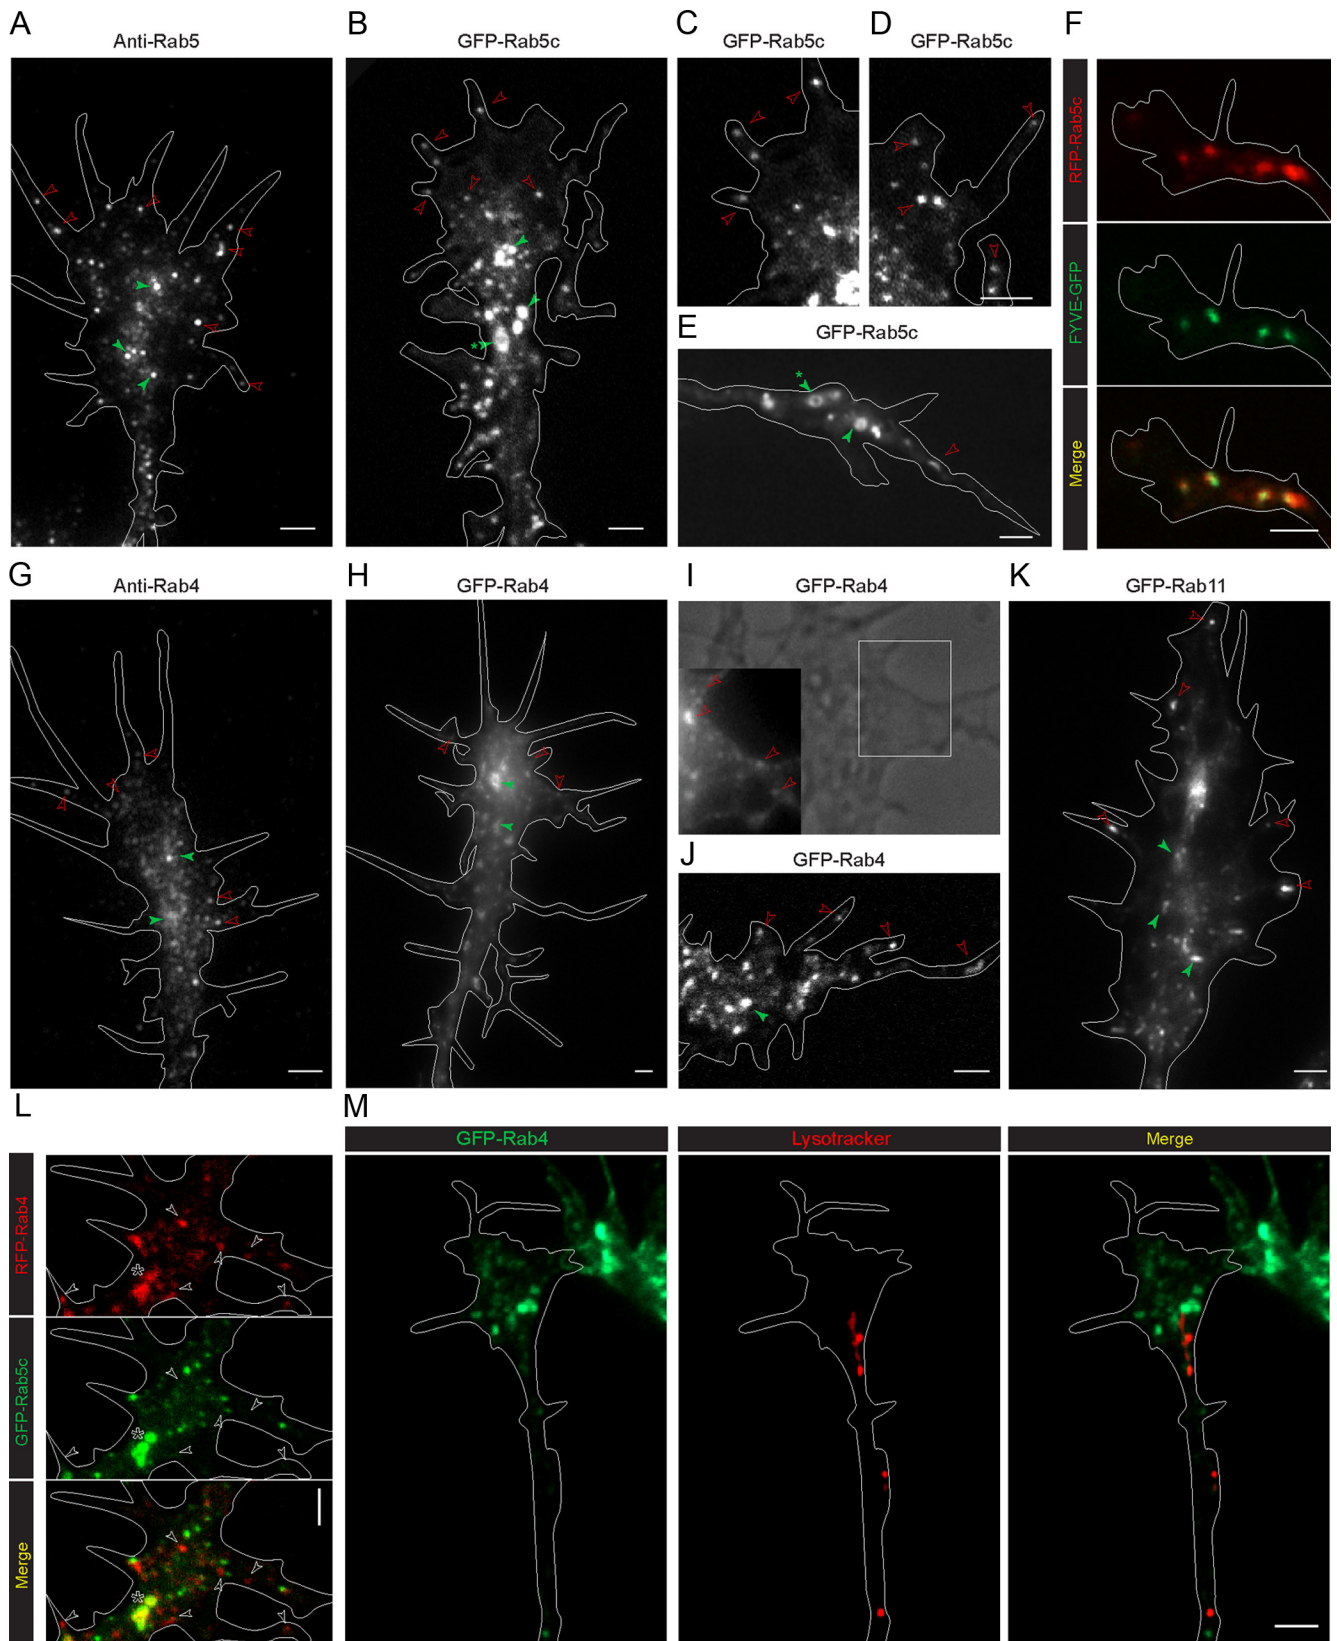 A
Anti-Rab5
B
GFP-Rab5c
C
GFP-Rab5c
D
GFP-Rab5c
E
GFP-Rab5c
*
*
F
RFP-Rab5c
FYVE-GFP
Merge
G
Anti-Rab4
H
GFP-Rab4
I
GFP-Rab4
J
GFP-Rab4
K
GFP-Rab11
L
RFP-Rab4
GFP-Rab5c
Merge
*
*
*
M
GFP-Rab4
Lysotracker
Merge